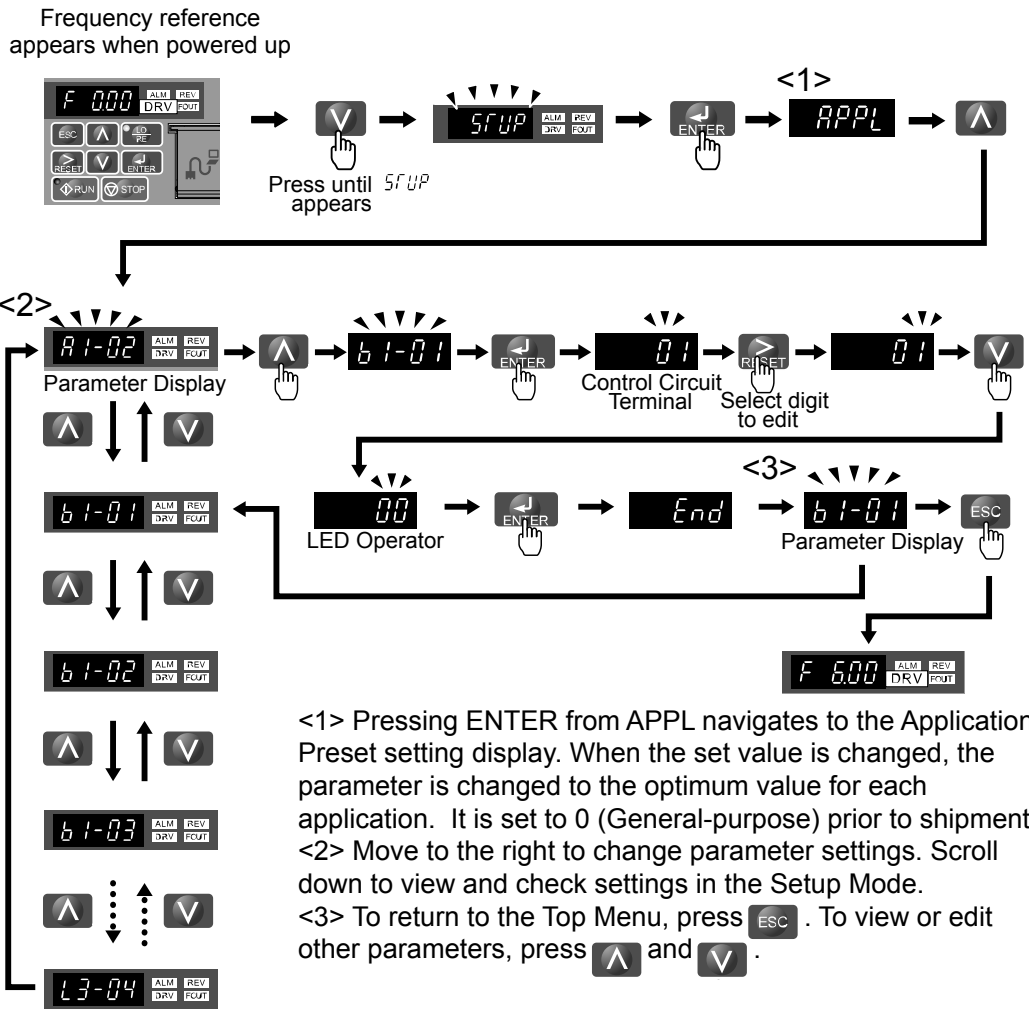 Frequency reference
appears when powered up
<1>
F 0.00 ALM REV DRV FOUT
STUP ALM REV DRV FOUT
ENTER
APPL
ESC LO RE
RESET ENTER
RUN STOP
Press until STUP
appears
<2>
A1-02 ALM REV DRV FOUT
b1-01
ENTER
01
RESET
01
Parameter Display
Control Circuit
Terminal
Select digit
to edit
<3>
b1-01 ALM REV DRV FOUT
00
ENTER
End
b1-01
ESC
LED Operator
Parameter Display
b1-02 ALM REV DRV FOUT
F 6.00 ALM REV DRV FOUT
<1> Pressing ENTER from APPL navigates to the Application
Preset setting display. When the set value is changed, the
parameter is changed to the optimum value for each
application. It is set to 0 (General-purpose) prior to shipment
b1-03 ALM REV DRV FOUT
<2> Move to the right to change parameter settings. Scroll
down to view and check settings in the Setup Mode.
<3> To return to the Top Menu, press ESC . To view or edit
other parameters, press and .
L3-04 ALM REV DRV FOUT